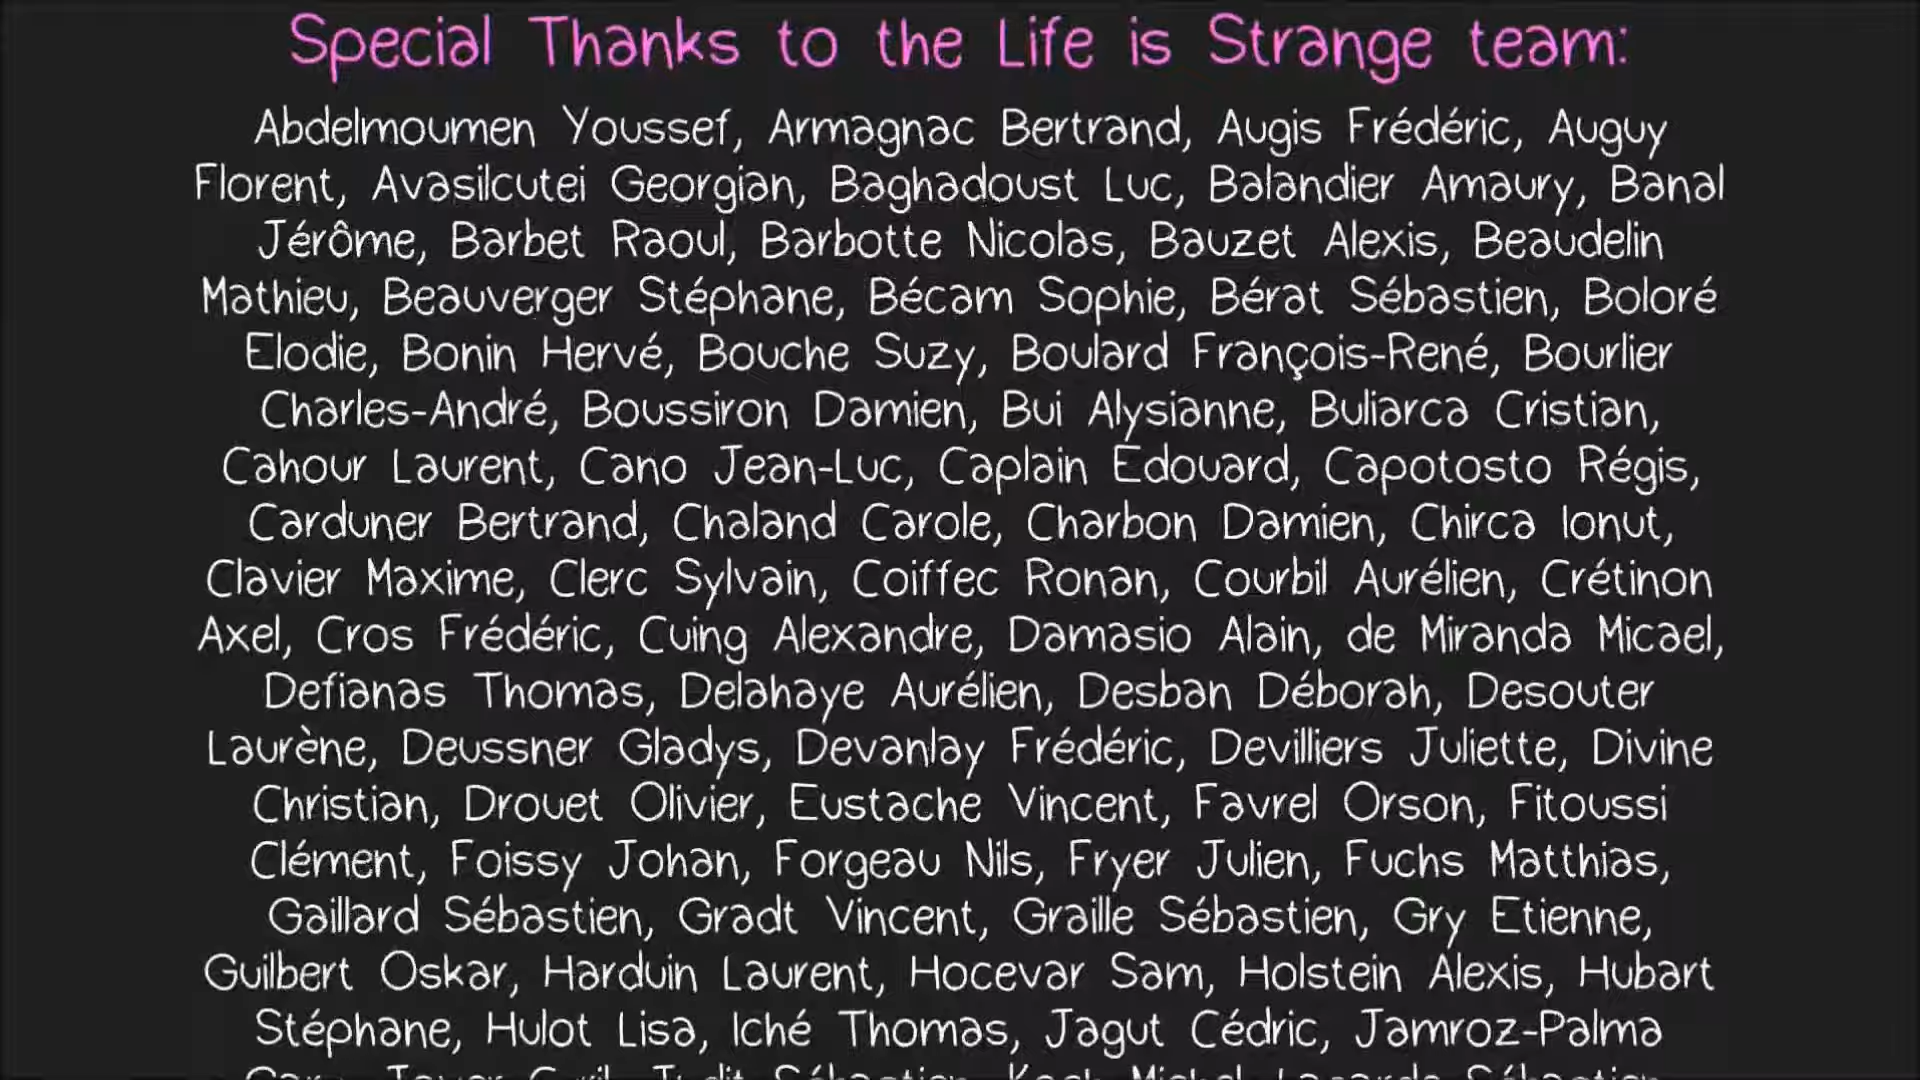 Special Thanks to the Life is Strange team:
Abdelmoumen Youssef, Armagnac Bertrand, Augis Frédéric, Auguy
Florent, Avasilcutei Georgian, Baghadoust Luc, Balandier Amaury, Banal
Jérôme, Barbet Raoul, Barbotte Nicolas, Bauzet Alexis, Beaudelin
Mathieu, Beauverger Stéphane, Bécam Sophie, Bérat Sébastien, Boloré
Elodie, Bonin Hervé, Bouche Suzy, Boulard François-René, Bourlier
Charles-André, Boussiron Damien, Bui Alysianne, Buliarca Cristian,
Cahour Laurent, Cano Jean-Luc, Caplain Edouard, Capotosto Régis,
Carduner Bertrand, Chaland Carole, Charbon Damien, Chirca Ionut,
Clavier Maxime, Clerc Sylvain, Coiffec Ronan, Courbil Aurélien, Crétinon
Axel, Cros Frédéric, Cuing Alexandre, Damasio Alain, de Miranda Micael,
Defianas Thomas, Delahaye Aurélien, Desban Déborah, Desouter
Laurène, Deussner Gladys, Devanlay Frédéric, Devilliers Juliette, Divine
Christian, Drouet Olivier, Eustache Vincent, Favrel Orson, Fitoussi
Clément, Foissy Johan, Forgeau Nils, Fryer Julien, Fuchs Matthias,
Gaillard Sébastien, Gradt Vincent, Graille Sébastien, Gry Etienne,
Guilbert Oskar, Harduin Laurent, Hocevar Sam, Holstein Alexis, Hubart
Stéphane, Hulot Lisa, Iché Thomas, Jagut Cédric, Jamroz-Palma